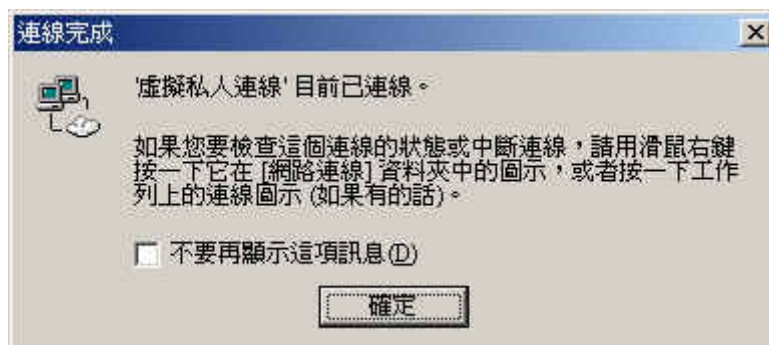 連線完成
'虛擬私人連線' 目前已連線。
如果您要檢查這個連線的狀態或中斷連線，請用滑鼠右鍵
按一下它在 [網路連線] 資料夾中的圖示，或者按一下工作
列上的連線圖示 (如果有的話)。
不要再顯示這項訊息(D)
確定